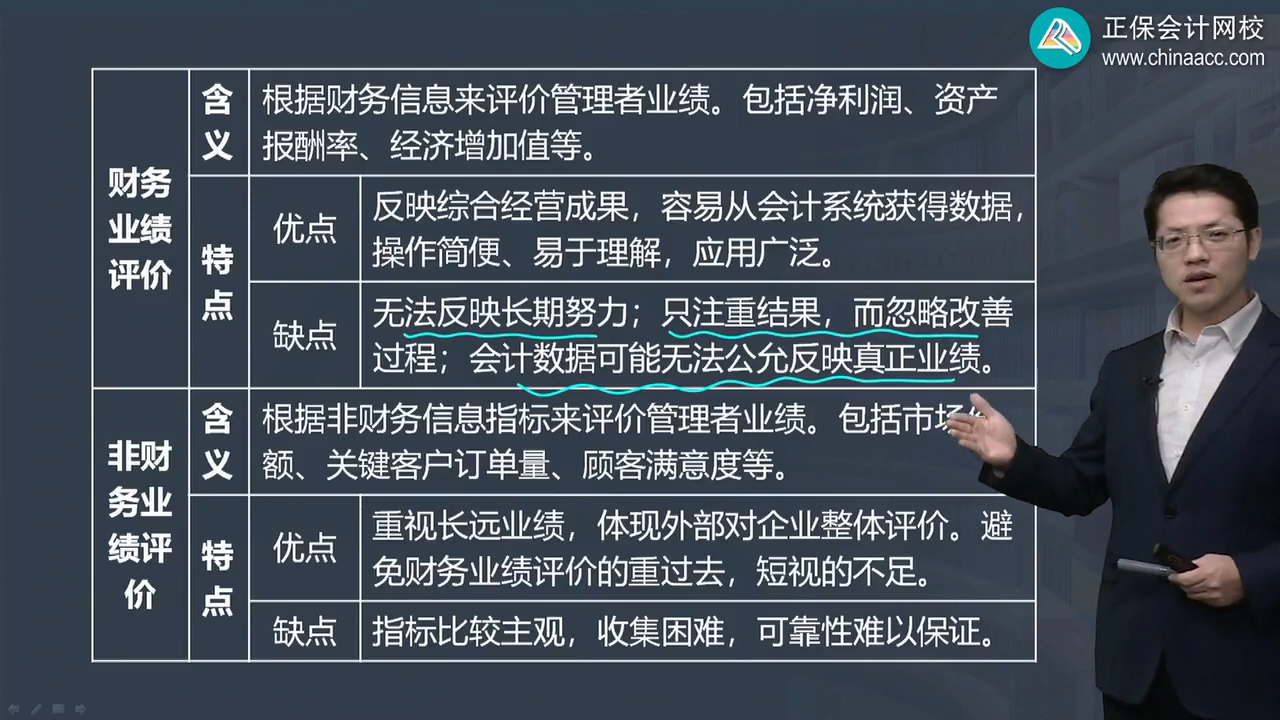 正保会计网校
www.chinaacc.com
财务
业绩
评价
含
义
根据财务信息来评价管理者业绩。包括净利润、资产
报酬率、经济增加值等。
特
点
优点
反映综合经营成果，容易从会计系统获得数据，
操作简便、易于理解，应用广泛。
缺点
无法反映长期努力；只注重结果，而忽略改善
过程；会计数据可能无法公允反映真正业绩。
非财
务业
绩评
价
含
义
根据非财务信息指标来评价管理者业绩。包括市场
额、关键客户订单量、顾客满意度等。
特
点
优点
重视长远业绩，体现外部对企业整体评价。避
免财务业绩评价的重过去，短视的不足。
缺点
指标比较主观，收集困难，可靠性难以保证。